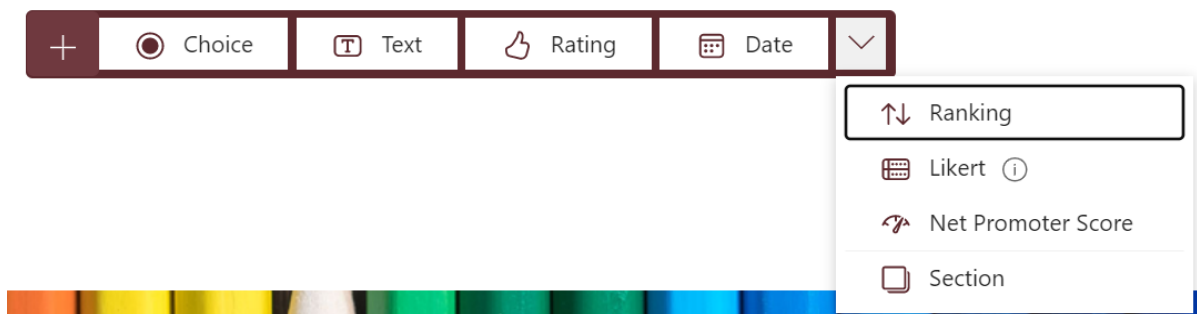 Choice Text Rating Date
Ranking
Likert
Net Promoter Score
Section